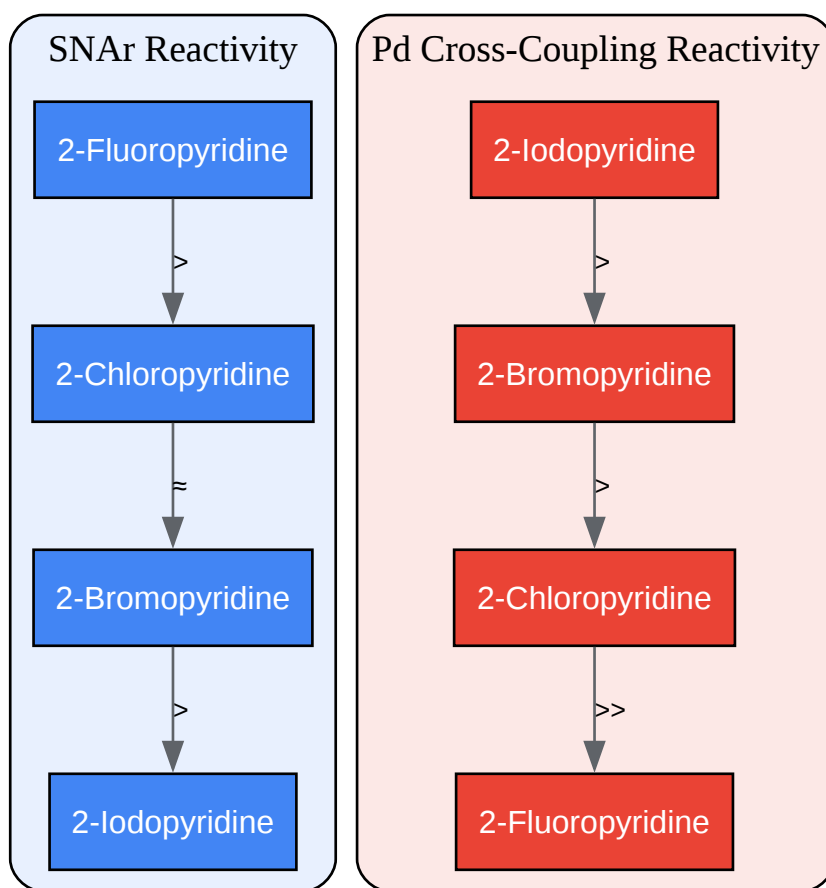 SNAr Reactivity
2-Fluoropyridine
>
2-Chloropyridine
≈
2-Bromopyridine
>
2-Iodopyridine
Pd Cross-Coupling Reactivity
2-Iodopyridine
>
2-Bromopyridine
>
2-Chloropyridine
>>
2-Fluoropyridine